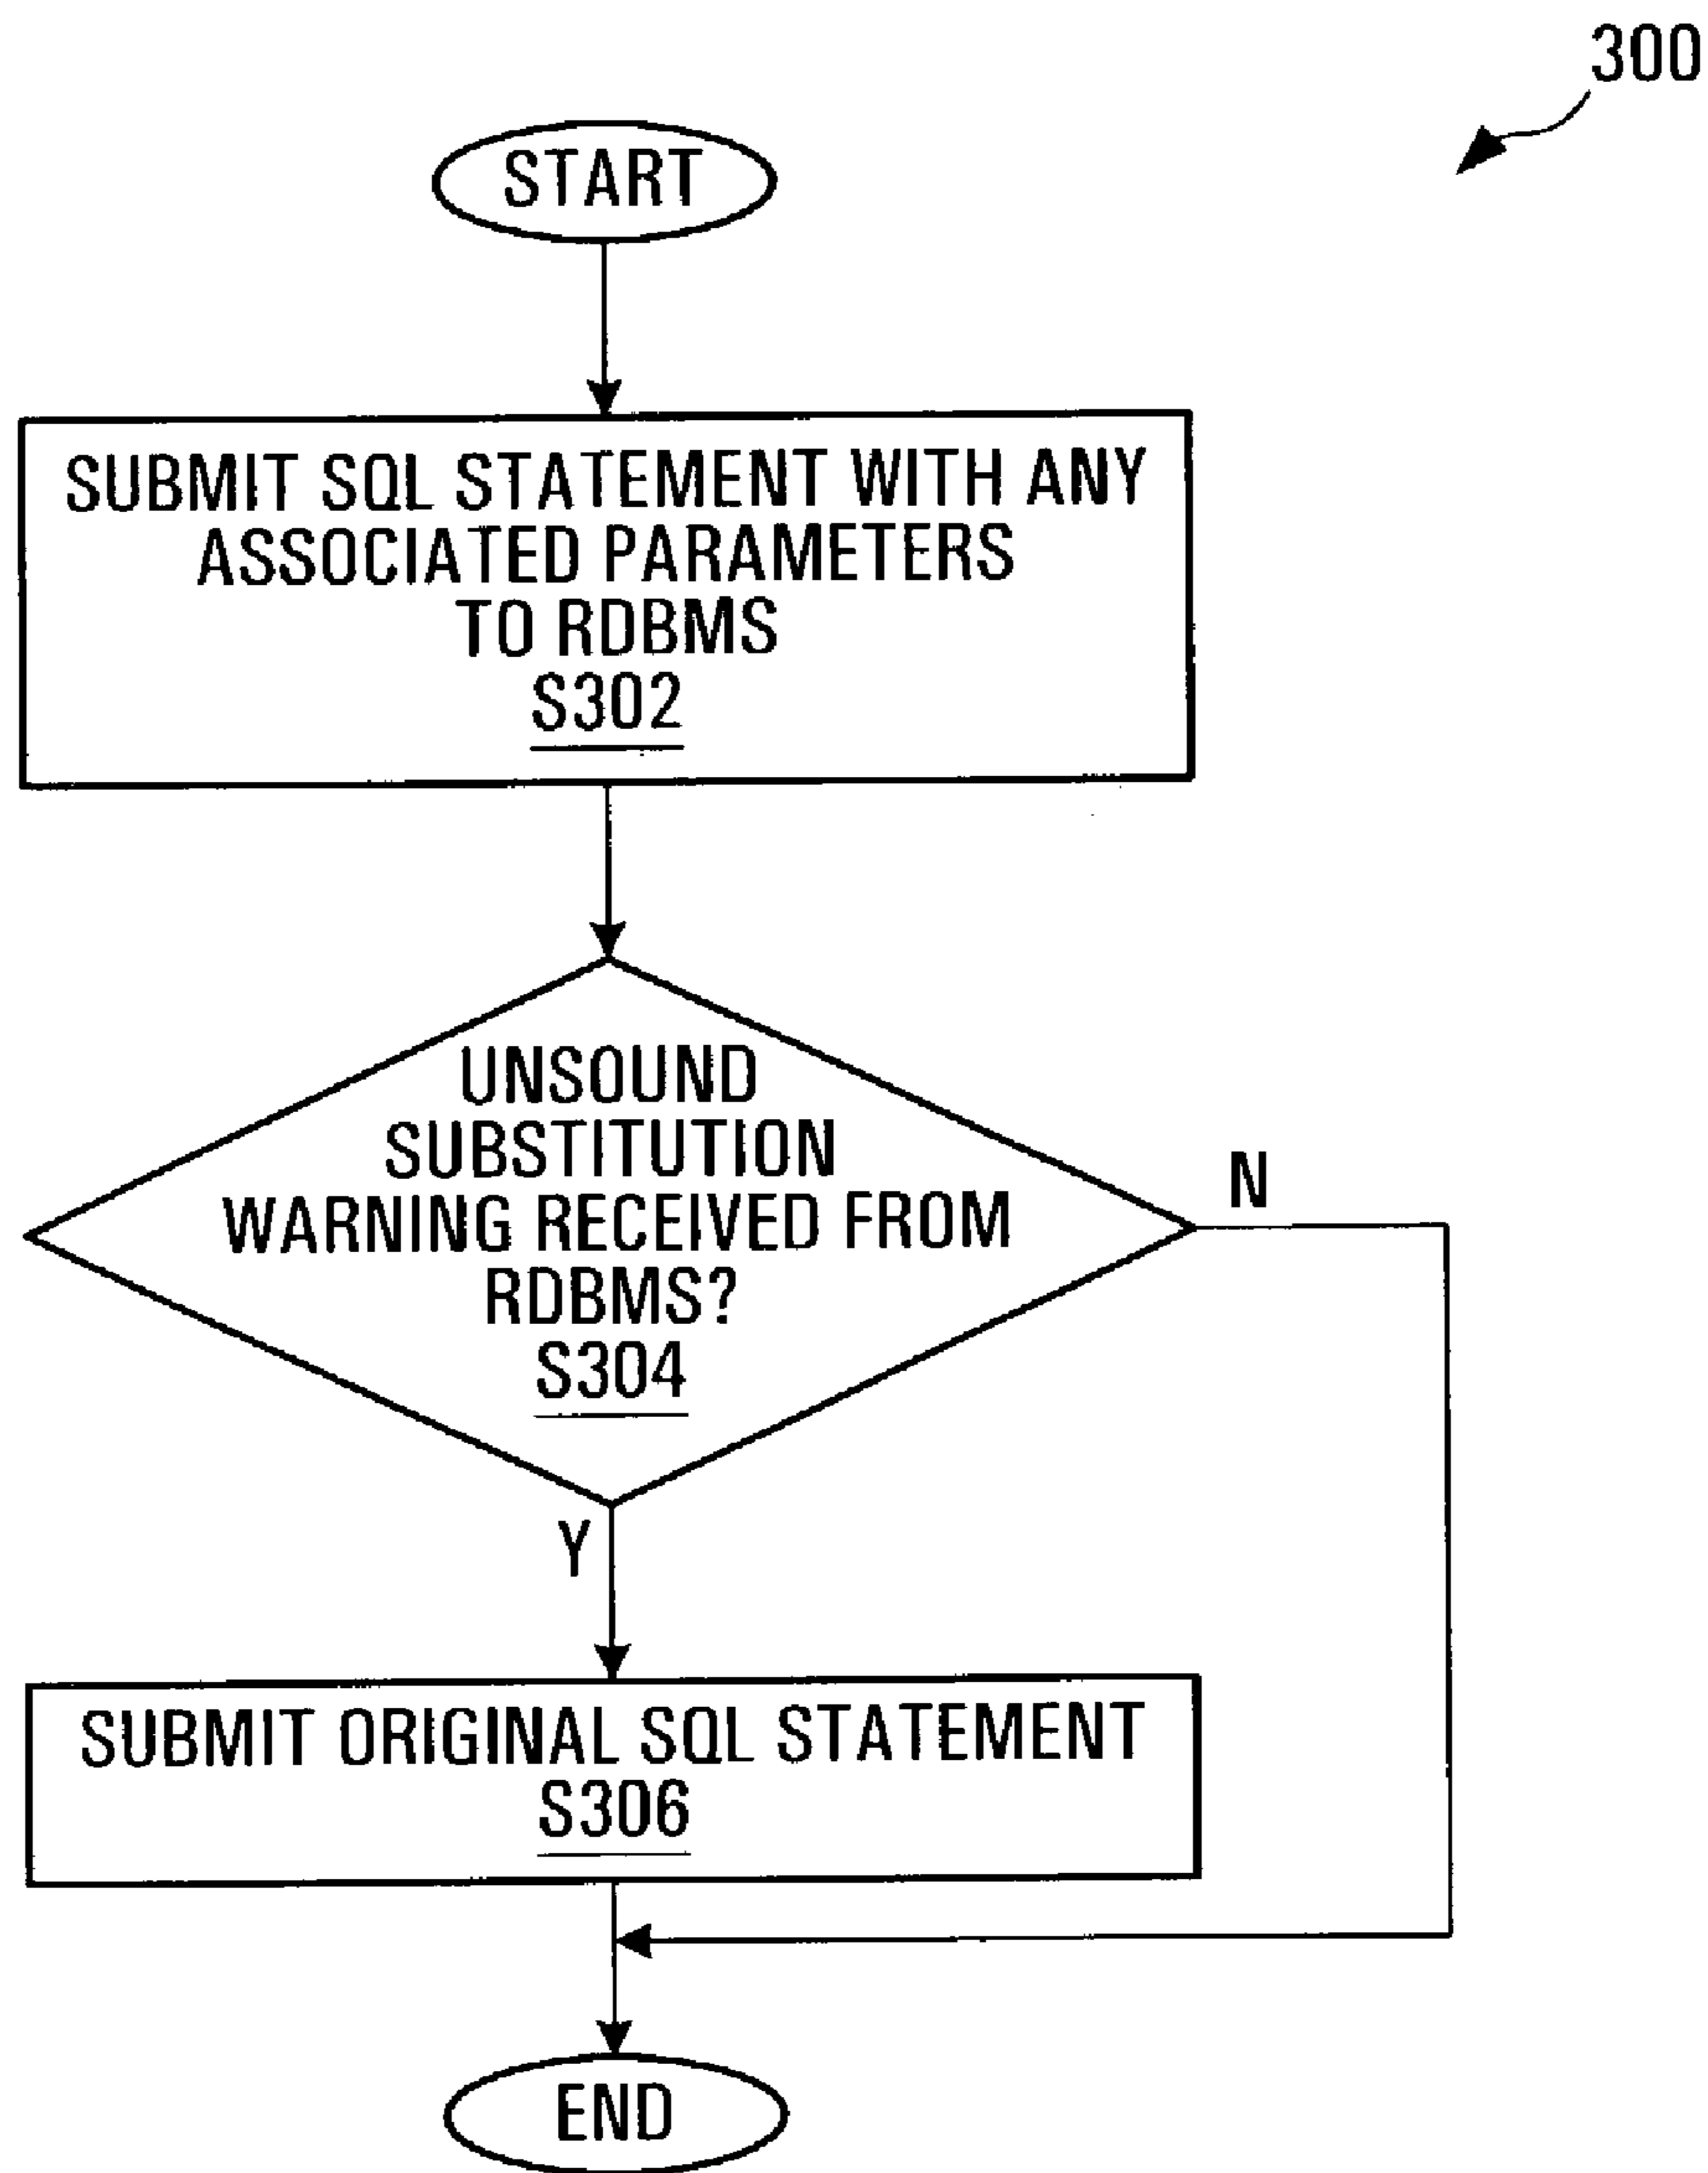 300
START
SUBMIT SQL STATEMENT WITH ANY
ASSOCIATED PARAMETERS
TO RDBMS
S302
UNSOUND
SUBSTITUTION
WARNING RECEIVED FROM
RDBMS?
S304
N
Y
SUBMIT ORIGINAL SQL STATEMENT
S306
END